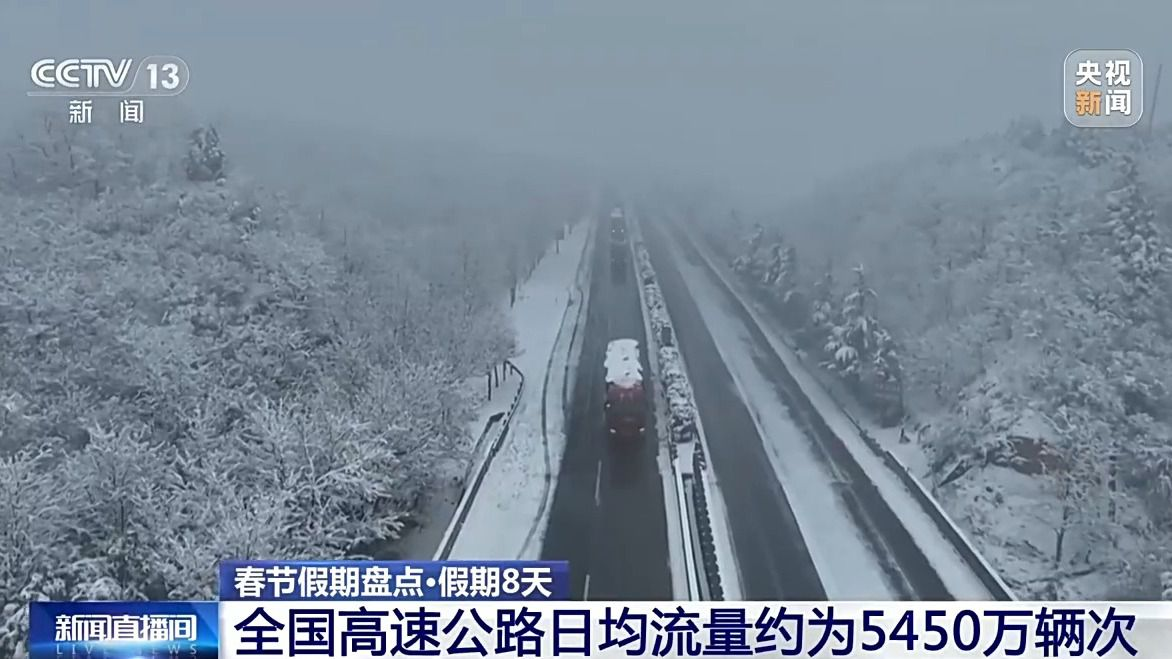 CCTV 13
新闻
央视
新闻
春节假期盘点·假期8天
新闻直播间
LIVE NEWS
全国高速公路日均流量约为5450万辆次